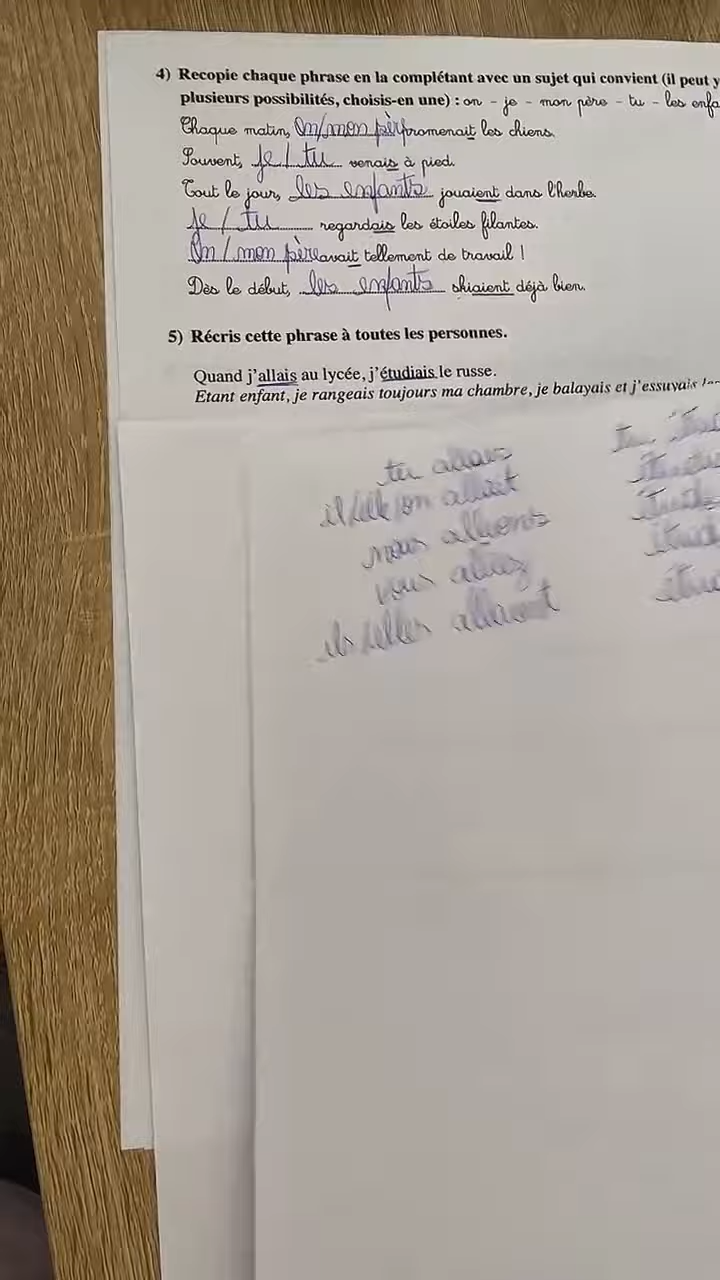 4) Recopie chaque phrase en la complétant avec un sujet qui convient (il peut y
plusieurs possibilités, choisis-en une) : on - je - mon père - tu - les enfa
Chaque matin, On/mon père promenait les chiens.
Souvent, je / tu venais à pied.
Tout le jour, les enfants jouaient dans l'herbe.
je / tu regardais les étoiles filantes.
On / mon père avait tellement de travail !
Dès le début, les enfants skiaient déjà bien.
5) Récris cette phrase à toutes les personnes.
Quand j'allais au lycée, j'étudiais le russe.
Etant enfant, je rangeais toujours ma chambre, je balayais et j'essuyais
tu allais tu
il/elle/on allait
nous allions
vous alliez
ils/elles allaient